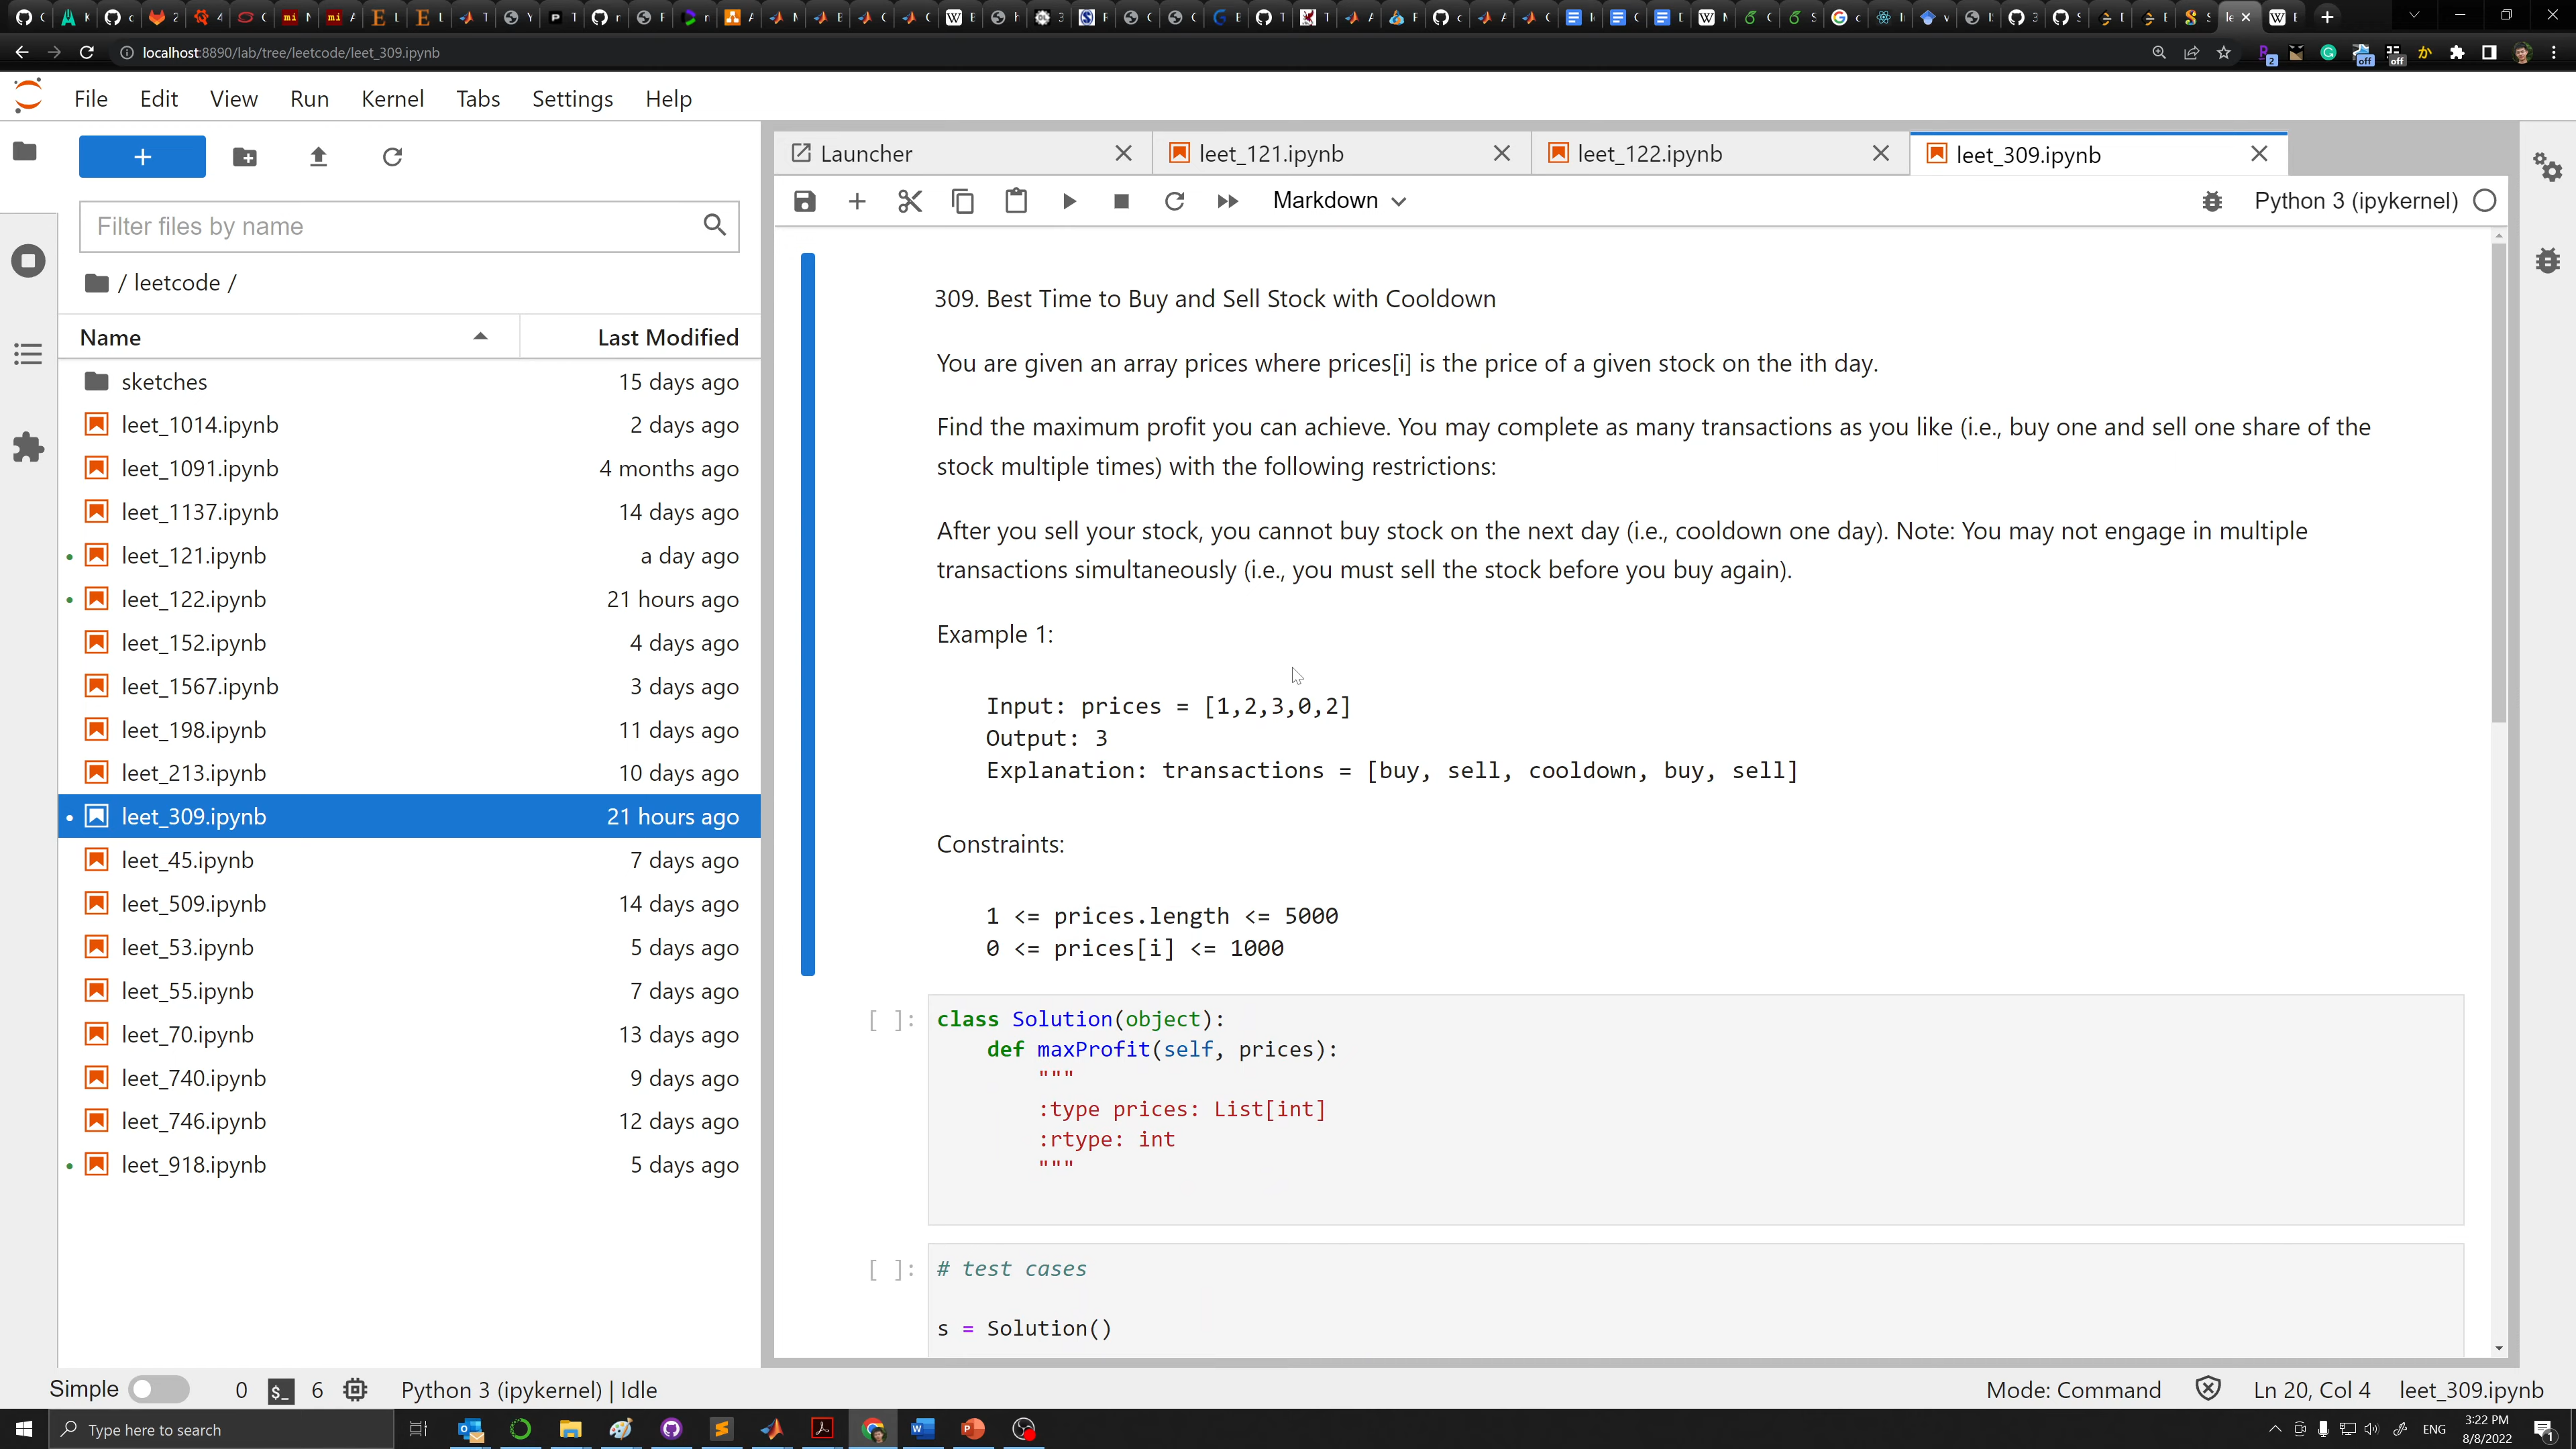 localhost:8890/lab/tree/leetcode/leet_309.ipynb
File Edit View Run Kernel Tabs Settings Help
Filter files by name
/ leetcode /
Name Last Modified
sketches 15 days ago
leet_1014.ipynb 2 days ago
leet_1091.ipynb 4 months ago
leet_1137.ipynb 14 days ago
leet_121.ipynb a day ago
leet_122.ipynb 21 hours ago
leet_152.ipynb 4 days ago
leet_1567.ipynb 3 days ago
leet_198.ipynb 11 days ago
leet_213.ipynb 10 days ago
leet_309.ipynb 21 hours ago
leet_45.ipynb 7 days ago
leet_509.ipynb 14 days ago
leet_53.ipynb 5 days ago
leet_55.ipynb 7 days ago
leet_70.ipynb 13 days ago
leet_740.ipynb 9 days ago
leet_746.ipynb 12 days ago
leet_918.ipynb 5 days ago
Launcher leet_121.ipynb leet_122.ipynb leet_309.ipynb
Markdown Python 3 (ipykernel)
309. Best Time to Buy and Sell Stock with Cooldown
You are given an array prices where prices[i] is the price of a given stock on the ith day.
Find the maximum profit you can achieve. You may complete as many transactions as you like (i.e., buy one and sell one share of the
stock multiple times) with the following restrictions:
After you sell your stock, you cannot buy stock on the next day (i.e., cooldown one day). Note: You may not engage in multiple
transactions simultaneously (i.e., you must sell the stock before you buy again).
Example 1:
Input: prices = [1,2,3,0,2]
Output: 3
Explanation: transactions = [buy, sell, cooldown, buy, sell]
Constraints:
1 <= prices.length <= 5000
0 <= prices[i] <= 1000
[ ]: class Solution(object):
def maxProfit(self, prices):
"""
:type prices: List[int]
:rtype: int
"""
[ ]: # test cases
s = Solution()
Simple 0 $_ 6 Python 3 (ipykernel) | Idle Mode: Command Ln 20, Col 4 leet_309.ipynb
Type here to search
ENG 3:22 PM
8/8/2022